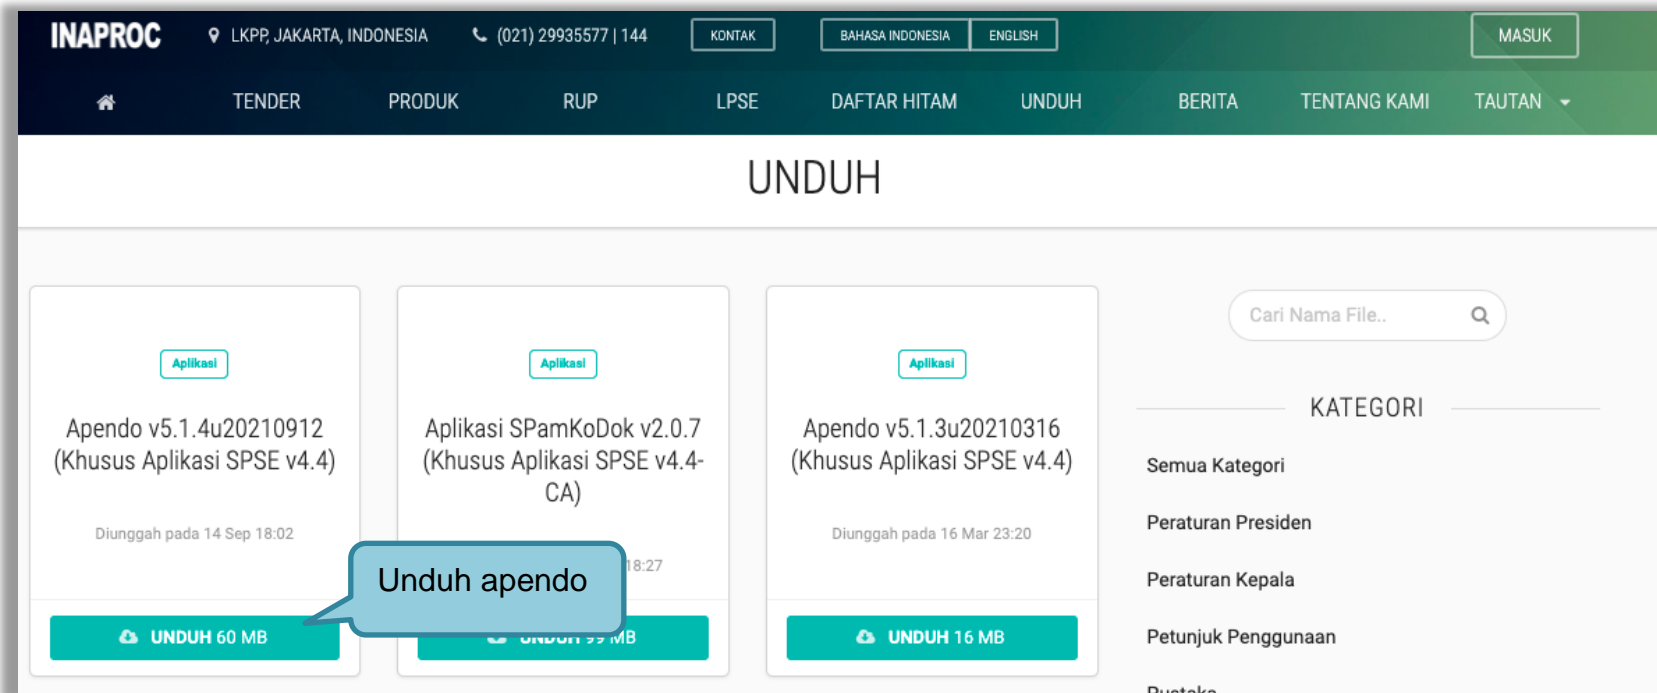 INAPROC
LKPP, JAKARTA, INDONESIA
(021) 29935577 | 144
KONTAK
BAHASA INDONESIA
ENGLISH
MASUK
TENDER
PRODUK
RUP
LPSE
DAFTAR HITAM
UNDUH
BERITA
TENTANG KAMI
TAUTAN
UNDUH
Aplikasi
Apendo v5.1.4u20210912
(Khusus Aplikasi SPSE v4.4)
Diunggah pada 14 Sep 18:02
UNDUH 60 MB
Aplikasi
Aplikasi SPamKoDok v2.0.7
(Khusus Aplikasi SPSE v4.4-
CA)
18:27
UNDUH 99 MB
Unduh apendo
Aplikasi
Apendo v5.1.3u20210316
(Khusus Aplikasi SPSE v4.4)
Diunggah pada 16 Mar 23:20
UNDUH 16 MB
Cari Nama File..
KATEGORI
Semua Kategori
Peraturan Presiden
Peraturan Kepala
Petunjuk Penggunaan